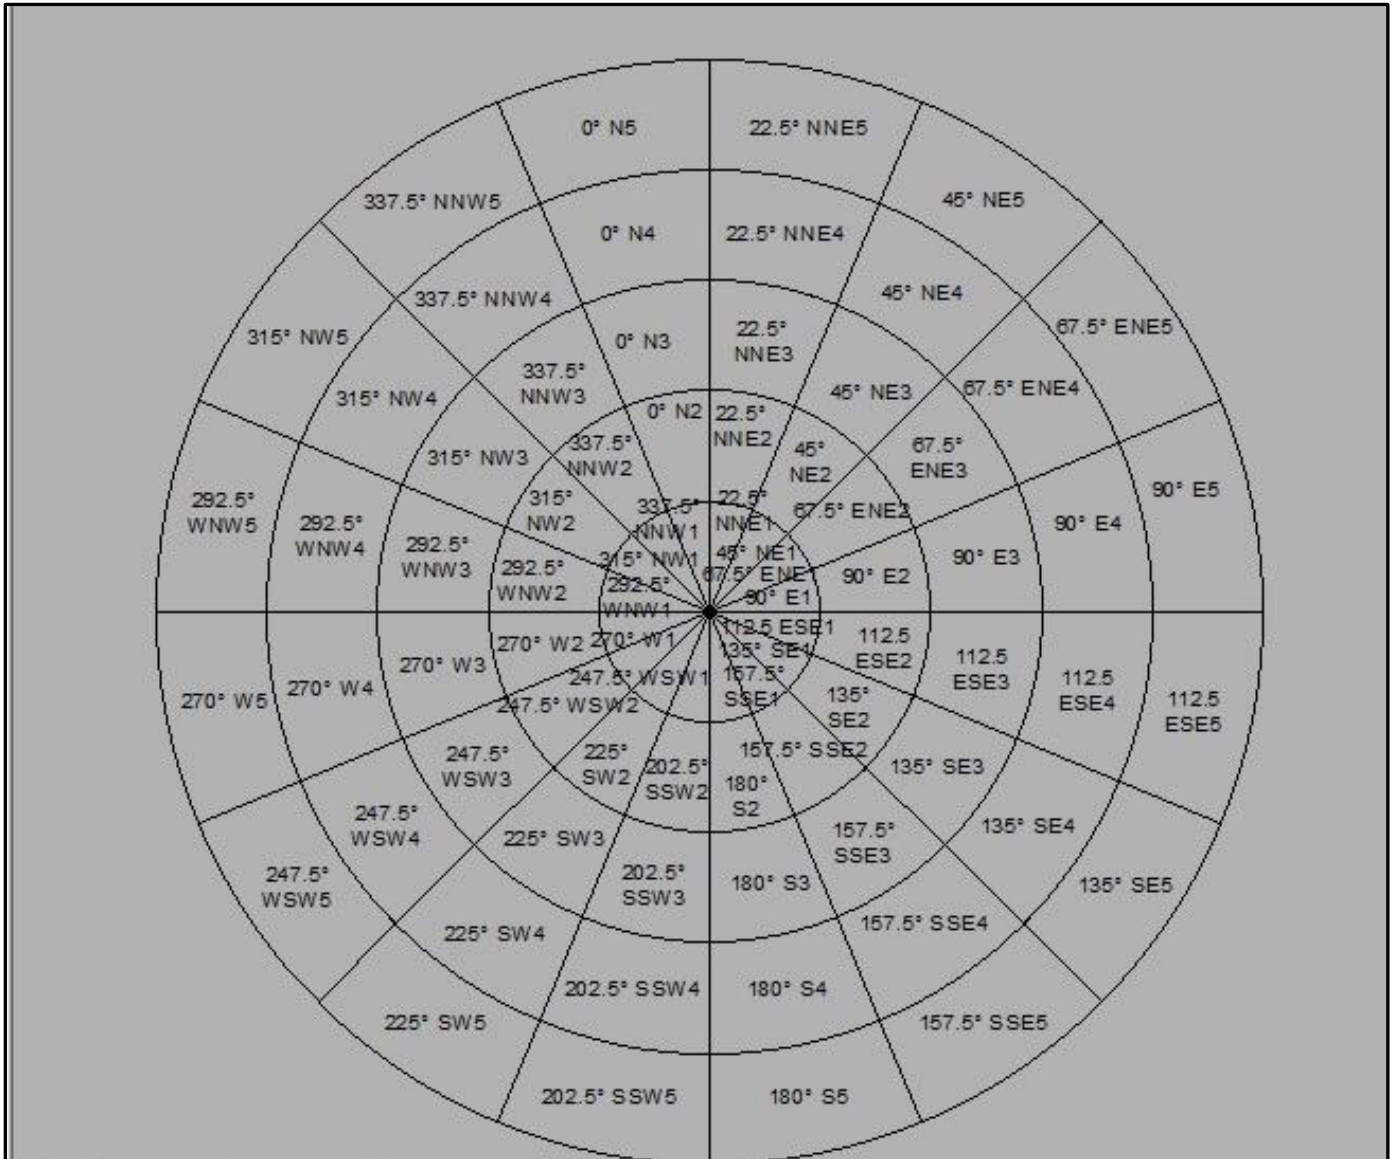 0° N5
22.5° NNE5
337.5° NNW5
45° NE5
0° N4
22.5° NNE4
337.5° NNW4
45° NE4
315° NW5
67.5° ENE5
0° N3
22.5°
NNE3
337.5°
NNW3
315° NW4
45° NE3
67.5° ENE4
0° N2
22.5°
NNE2
337.5°
NNW2
315° NW3
45°
NE2
67.5°
ENE3
90° E5
292.5°
WNW5
292.5°
WNW4
315°
NW2
337.5°
NNW1
22.5°
NNE1
67.5° ENE2
90° E4
292.5°
WNW3
315° NW1
45° NE1
90° E3
292.5°
WNW2
292.5°
WNW1
67.5° ENE1
90° E2
90° E1
270° W2
270° W1
112.5 ESE1
112.5
ESE2
270° W3
135° SE1
112.5
ESE3
270° W5
270° W4
247.5° WSW1
157.5°
SSE1
112.5
ESE4
112.5
ESE5
247.5° WSW2
135°
SE2
247.5°
WSW3
225°
SW2
202.5°
SSW2
157.5° SSE2
180°
S2
135° SE3
247.5°
WSW4
225° SW3
157.5°
SSE3
135° SE4
247.5°
WSW5
202.5°
SSW3
180° S3
135° SE5
225° SW4
157.5° SSE4
202.5° SSW4
180° S4
225° SW5
157.5° SSE5
202.5° SSW5
180° S5